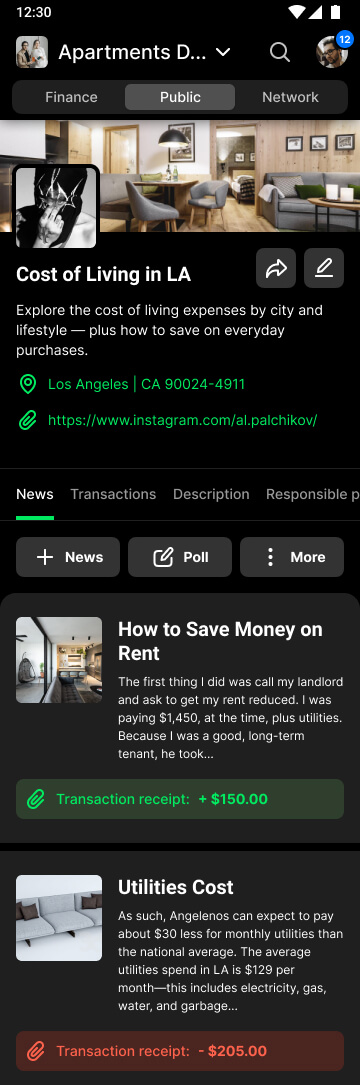 12:30
Apartments D...
12
Finance
Public
Network
Cost of Living in LA
Explore the cost of living expenses by city and
lifestyle — plus how to save on everyday
purchases.
Los Angeles | CA 90024-4911
https://www.instagram.com/al.palchikov/
News
Transactions
Description
Responsible p
News
Poll
More
How to Save Money on
Rent
The first thing I did was call my landlord
and ask to get my rent reduced. I was
paying $1,450, at the time, plus utilities.
Because I was a good, long-term
tenant, he took...
Transaction receipt: + $150.00
Utilities Cost
As such, Angelenos can expect to pay
about $30 less for monthly utilities than
the national average. The average
utilities spend in LA is $129 per
month—this includes electricity, gas,
water, and garbage...
Transaction receipt: - $205.00